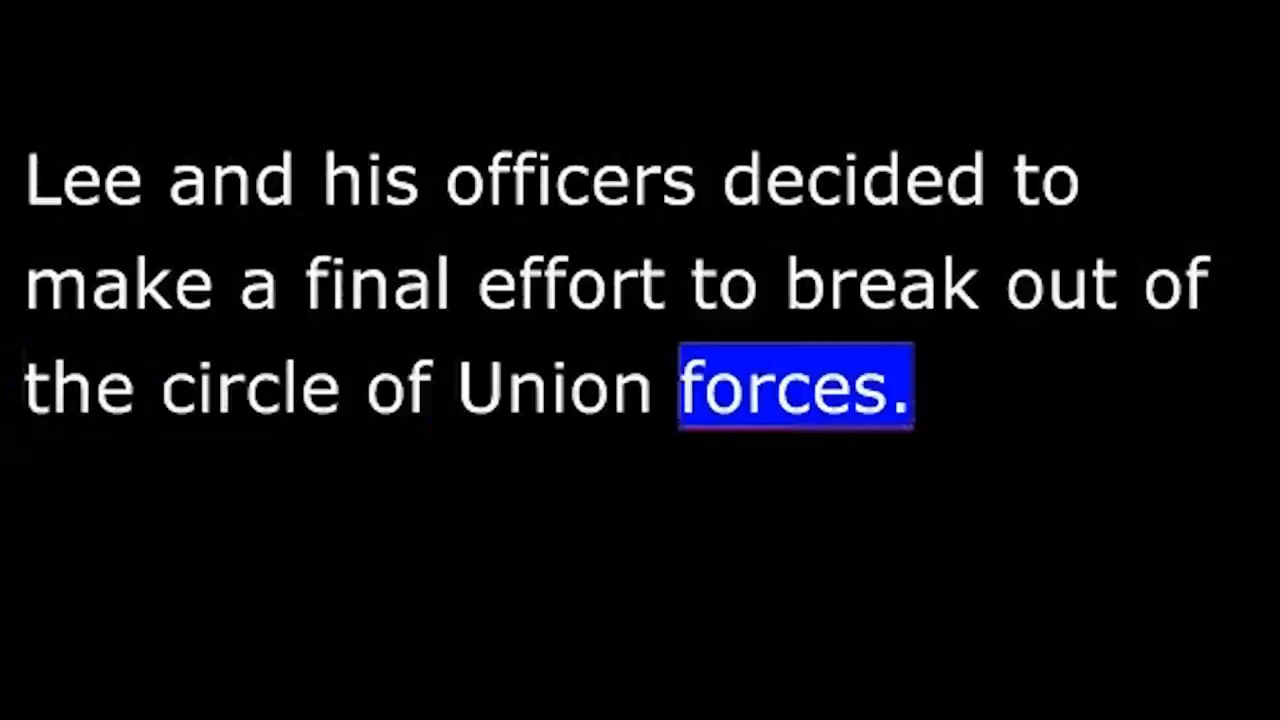 Lee and his officers decided to
make a final effort to break out of
the circle of Union forces.